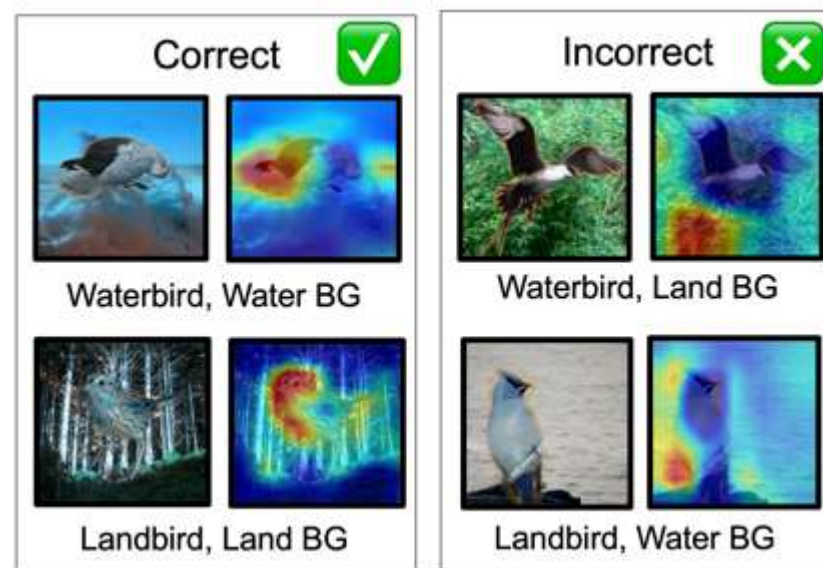 Correct
Incorrect
Waterbird, Water BG
Waterbird, Land BG
Landbird, Land BG
Landbird, Water BG